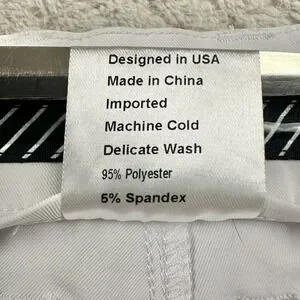 Designed in USA
Made in China
Imported
Machine Cold
Delicate Wash
95% Polyester
5% Spandex